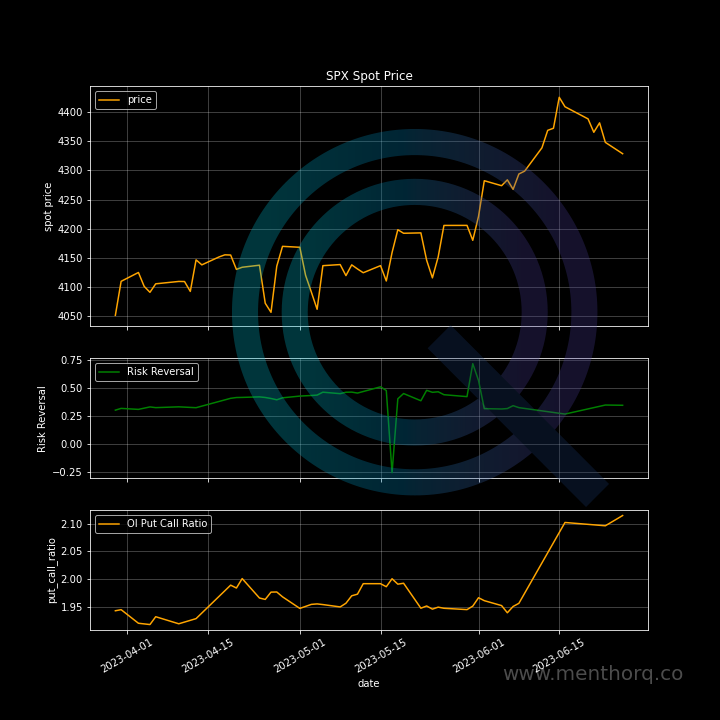 SPX Spot Price
price
4400
4350
4300
4250
4200
4150
4100
4050
spot price
Risk Reversal
0.75
0.50
0.25
0.00
−0.25
Risk Reversal
OI Put Call Ratio
2.10
2.05
2.00
1.95
put_call_ratio
2023-04-01 2023-04-15 2023-05-01 2023-05-15 2023-06-01 2023-06-15
date
www.menthorq.co